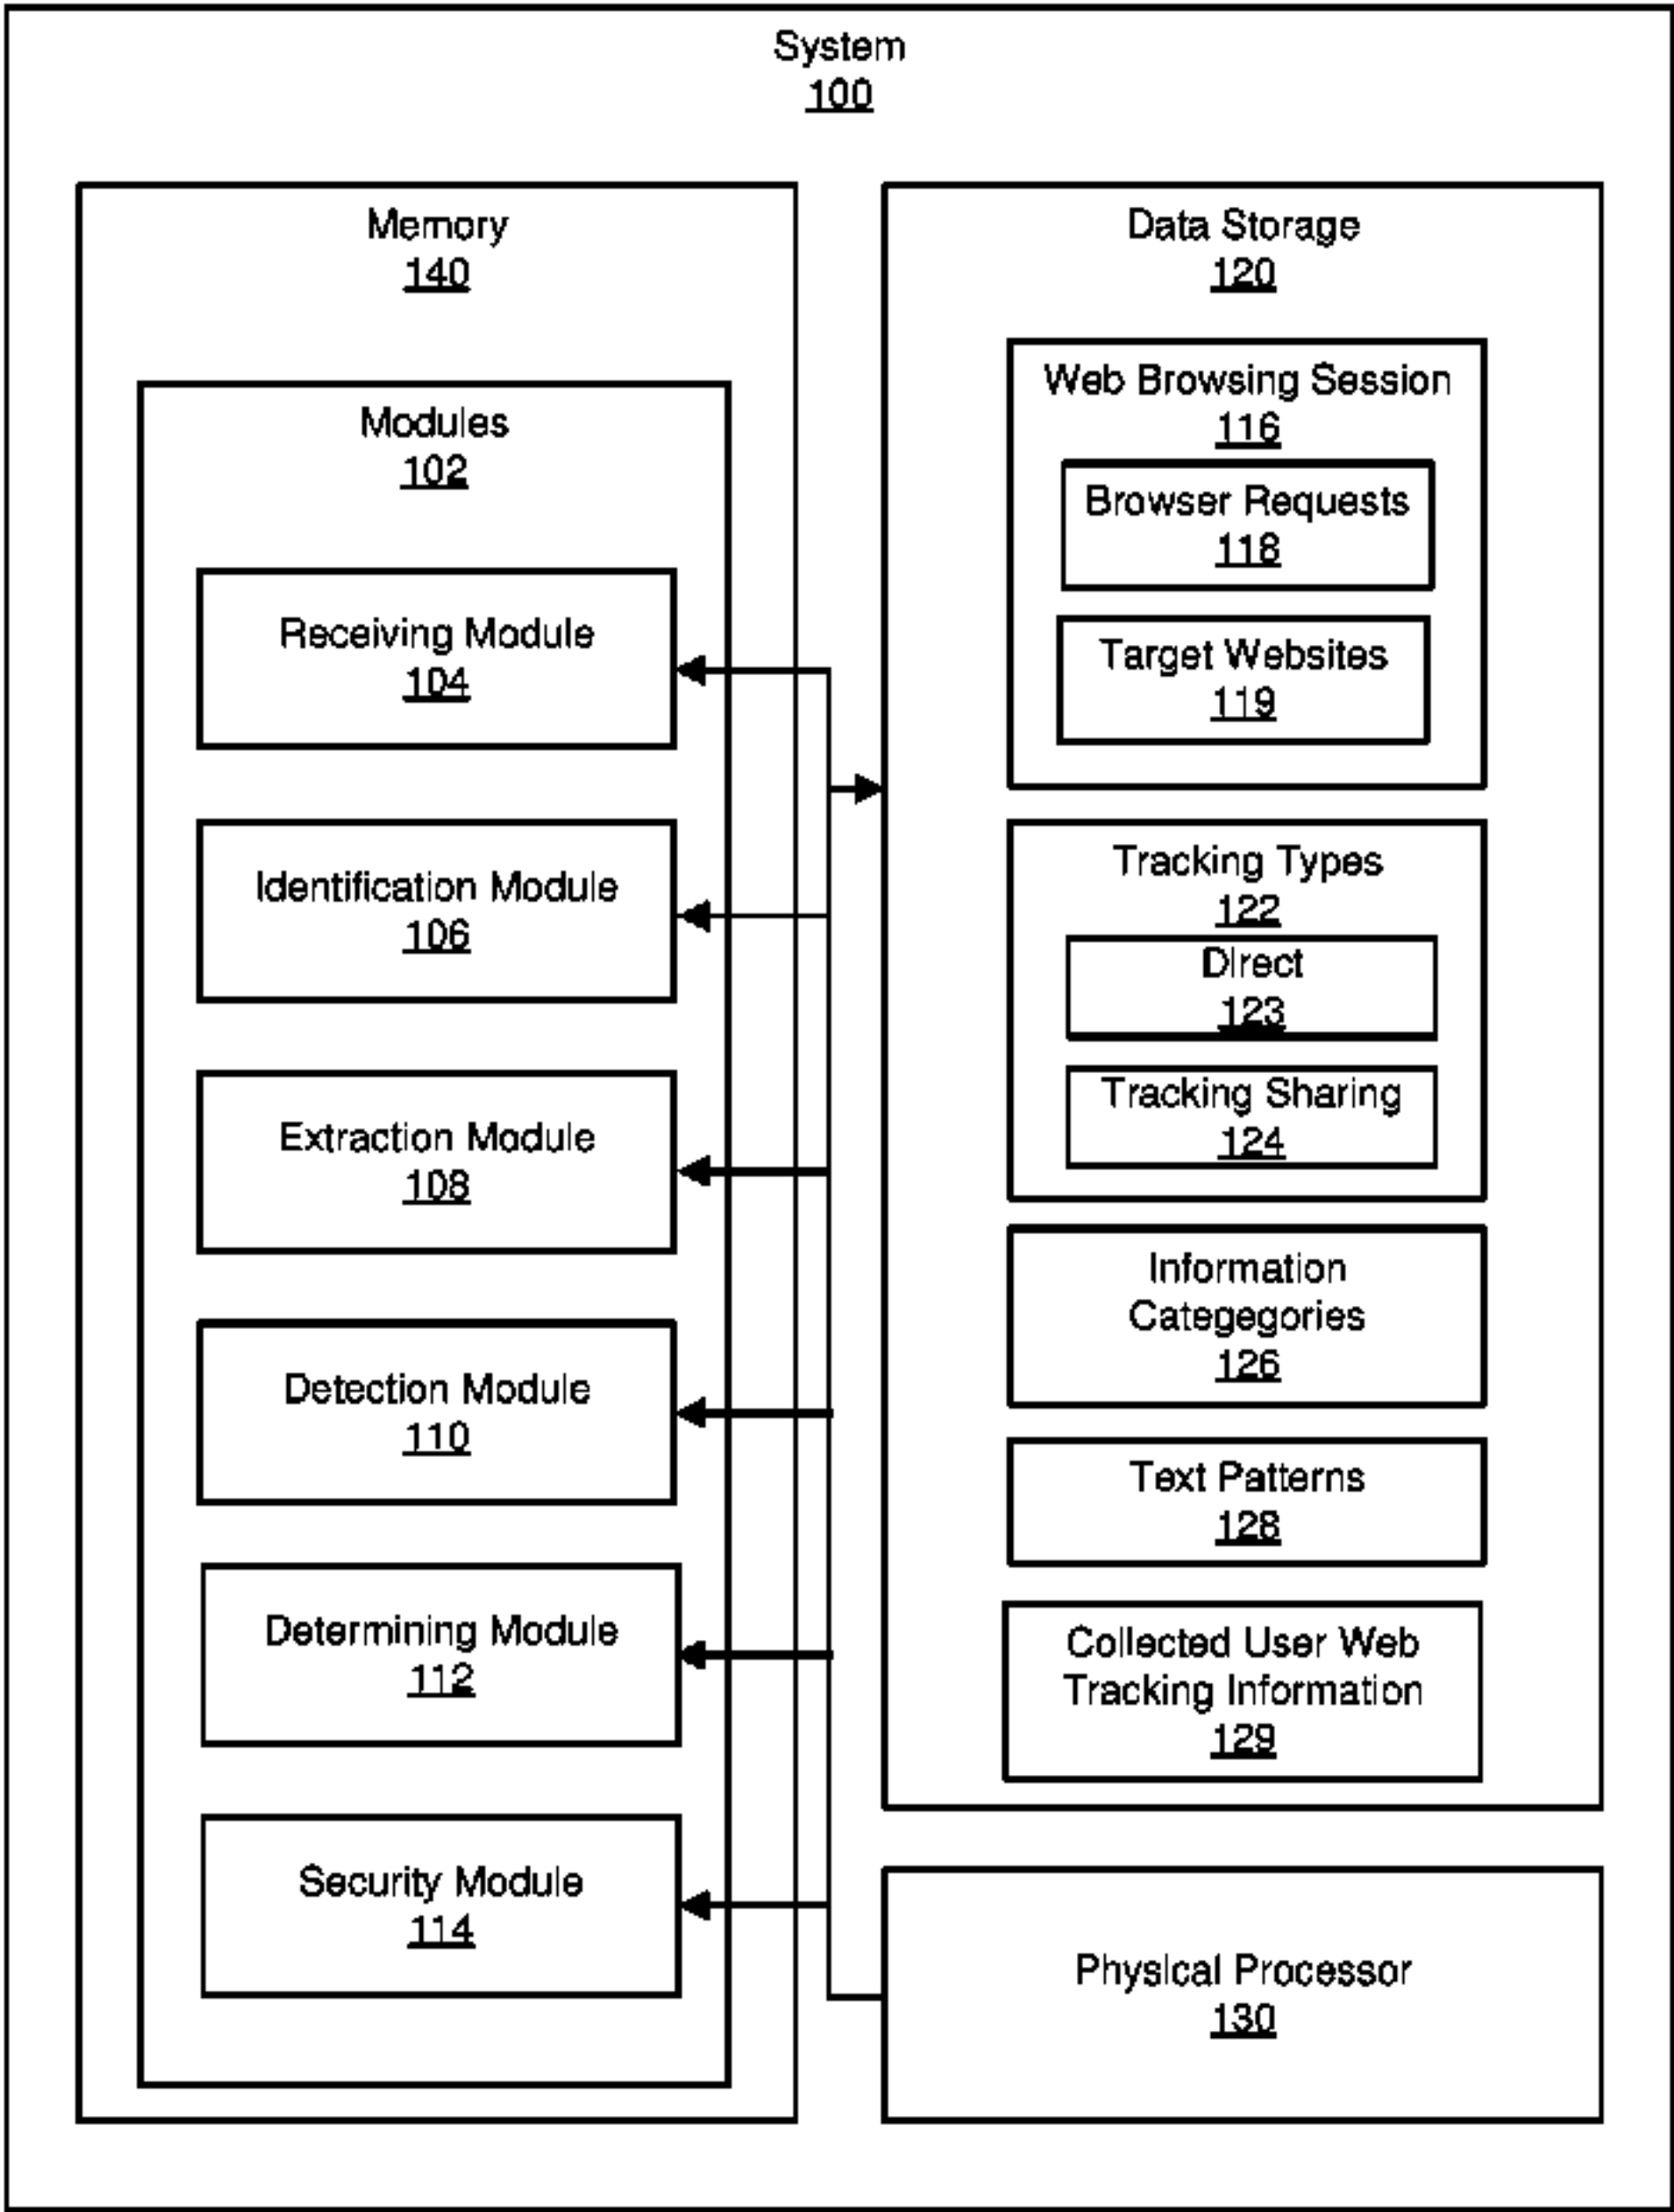 System
100
Memory
140
Modules
102
Receiving Module
104
Identification Module
106
Extraction Module
108
Detection Module
110
Determining Module
112
Security Module
114
Data Storage
120
Web Browsing Session
116
Browser Requests
118
Target Websites
119
Tracking Types
122
Direct
123
Tracking Sharing
124
Information
Categegories
126
Text Patterns
128
Collected User Web
Tracking Information
129
Physical Processor
130